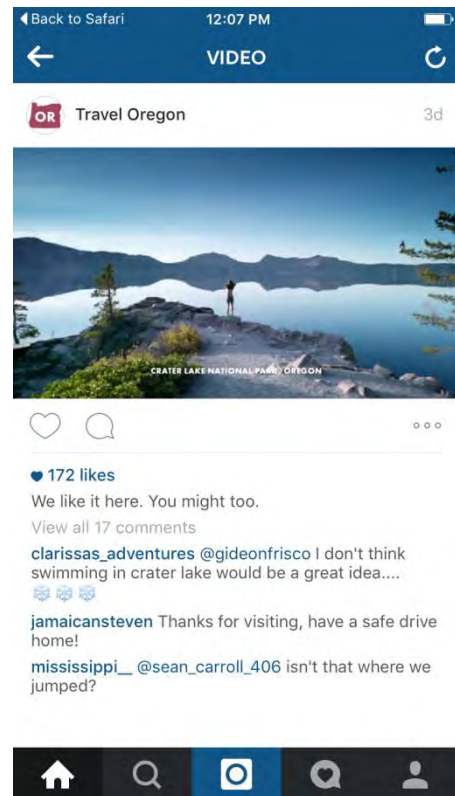 Back to Safari 12:07 PM
VIDEO
OR Travel Oregon 3d
CRATER LAKE NATIONAL PARK, OREGON
172 likes
We like it here. You might too.
View all 17 comments
clarissas_adventures @gideonfrisco I don't think
swimming in crater lake would be a great idea....
jamaicansteven Thanks for visiting, have a safe drive
home!
mississippi__ @sean_carroll_406 isn't that where we
jumped?